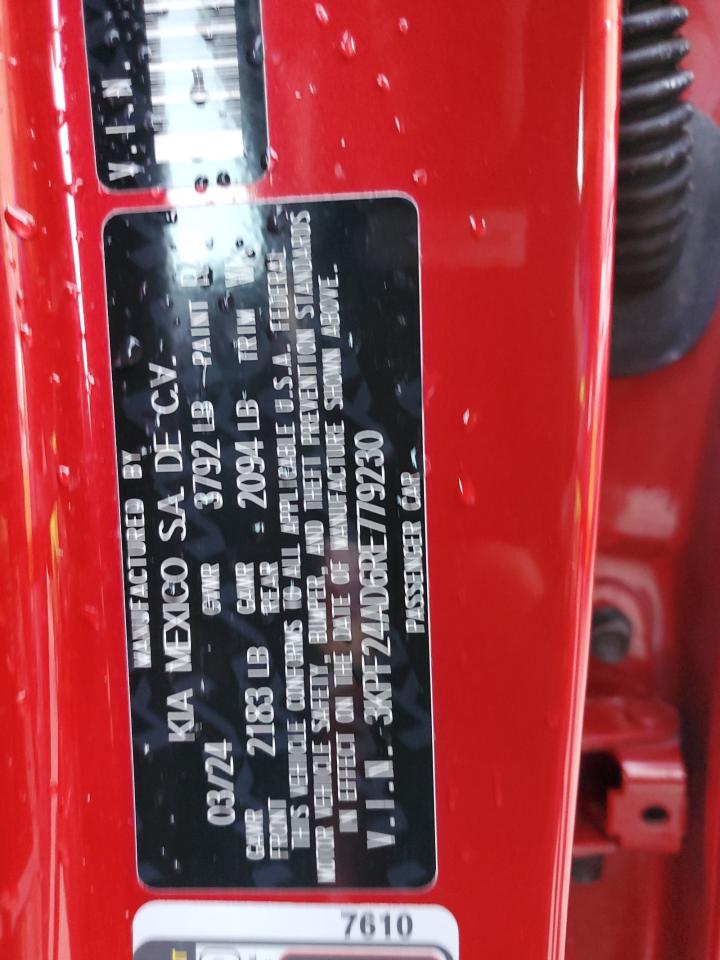 V.I.N.
MANUFACTURED BY
KIA MEXICO S.A. DE C.V.
03/24 GVWR 3792 LB PAINT
GAWR FRONT 2183 LB GAWR REAR 2094 LB TRIM
THIS VEHICLE CONFORMS TO ALL APPLICABLE U.S.A. FEDERAL
MOTOR VEHICLE SAFETY, BUMPER, AND THEFT PREVENTION STANDARDS
IN EFFECT ON THE DATE OF MANUFACTURE SHOWN ABOVE.
V.I.N.: 3KPF24AD6RE779230
PASSENGER CAR
7610